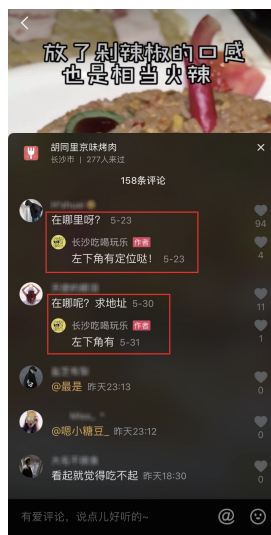 放了剁辣椒的口感
也是相当火辣
胡同里京味烤肉
长沙市 | 277人来过
158条评论
在哪里呀? 5-23
94
长沙吃喝玩乐 作者
左下角有定位哒! 5-23
4
在哪呢? 求地址 5-30
11
长沙吃喝玩乐 作者
左下角有 5-31
1
@最是 昨天23:13
0
@嗯小糖豆_ 昨天23:12
0
看起就觉得吃不起 昨天18:30
0
有爱评论，说点儿好听的~
@